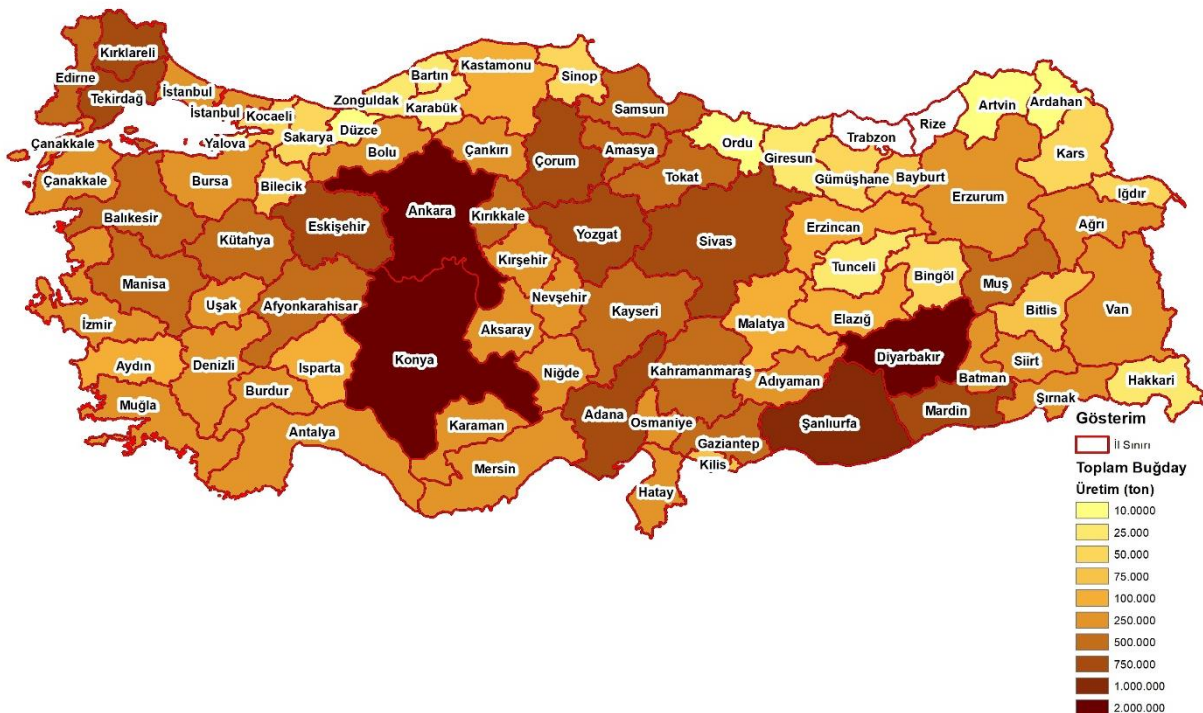 Kırklareli
Edirne
Tekirdağ
İstanbul
İstanbul
Kocaeli
Yalova
Sakarya
Düzce
Zonguldak
Bartın
Karabük
Kastamonu
Sinop
Samsun
Ordu
Giresun
Trabzon
Rize
Artvin
Ardahan
Kars
Gümüşhane
Bayburt
Erzurum
Iğdır
Ağrı
Çanakkale
Çanakkale
Bursa
Bilecik
Bolu
Çankırı
Çorum
Amasya
Tokat
Balıkesir
Kütahya
Eskişehir
Ankara
Kırıkkale
Yozgat
Sivas
Erzincan
Tunceli
Bingöl
Muş
Bitlis
Van
Manisa
Uşak
Afyonkarahisar
Kırşehir
Nevşehir
Kayseri
Malatya
Elazığ
Diyarbakır
Batman
Siirt
Hakkari
Şırnak
İzmir
Aydın
Denizli
Isparta
Burdur
Konya
Aksaray
Niğde
Kahramanmaraş
Adıyaman
Mardin
Şanlıurfa
Muğla
Antalya
Karaman
Mersin
Adana
Osmaniye
Gaziantep
Kilis
Hatay
Gösterim
İl Sınırı
Toplam Buğday
Üretim (ton)
10.0000
25.000
50.000
75.000
100.000
250.000
500.000
750.000
1.000.000
2.000.000